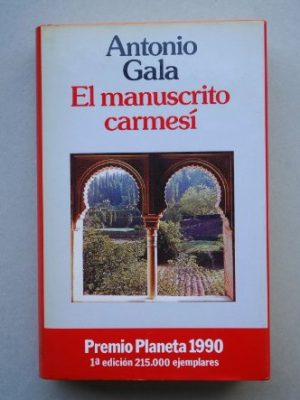 Antonio
Gala
El manuscrito
carmesí
Premio Planeta 1990
1ª edición 215.000 ejemplares